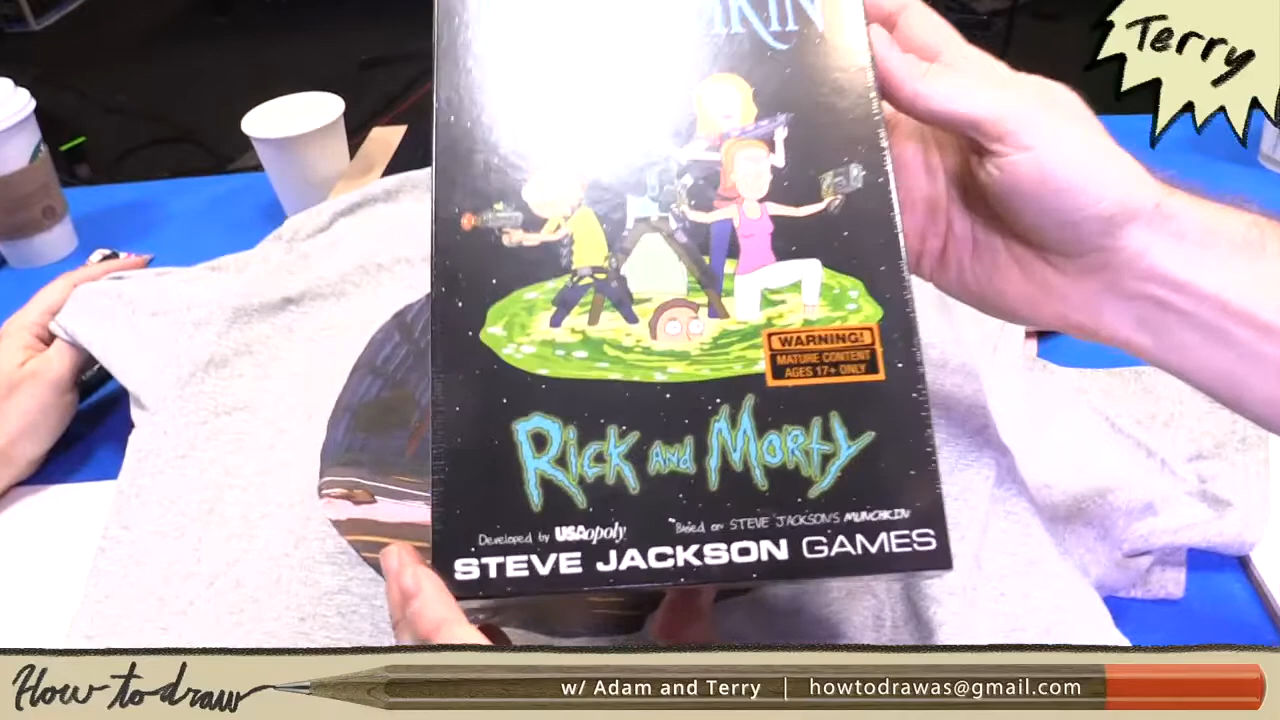 Terry
WARNING!
MATURE CONTENT
AGES 17+ ONLY
RICK AND MORTY
Developed by USAopoly
Based on STEVE JACKSON'S MUNCHKIN
STEVE JACKSON GAMES
How to draw
w/ Adam and Terry | howtodrawas@gmail.com